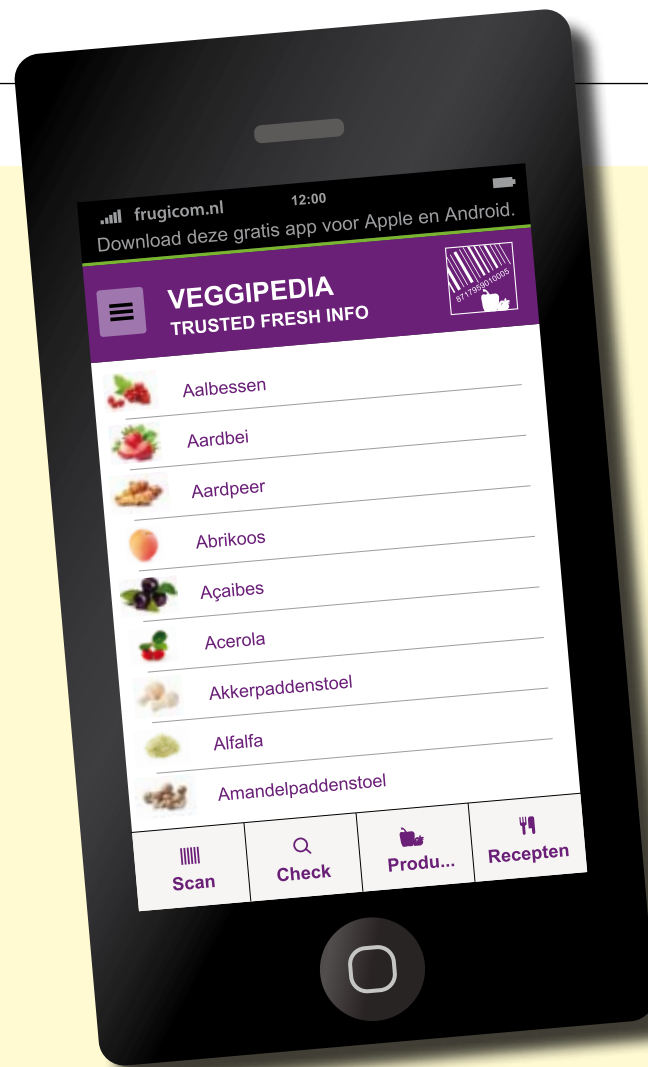 frugicom.nl 12:00
Download deze gratis app voor Apple en Android.
VEGGIPEDIA
TRUSTED FRESH INFO
8717959010005
Aalbessen
Aardbei
Aardpeer
Abrikoos
Açaibes
Acerola
Akkerpaddenstoel
Alfalfa
Amandelpaddenstoel
Scan Check Produ... Recepten